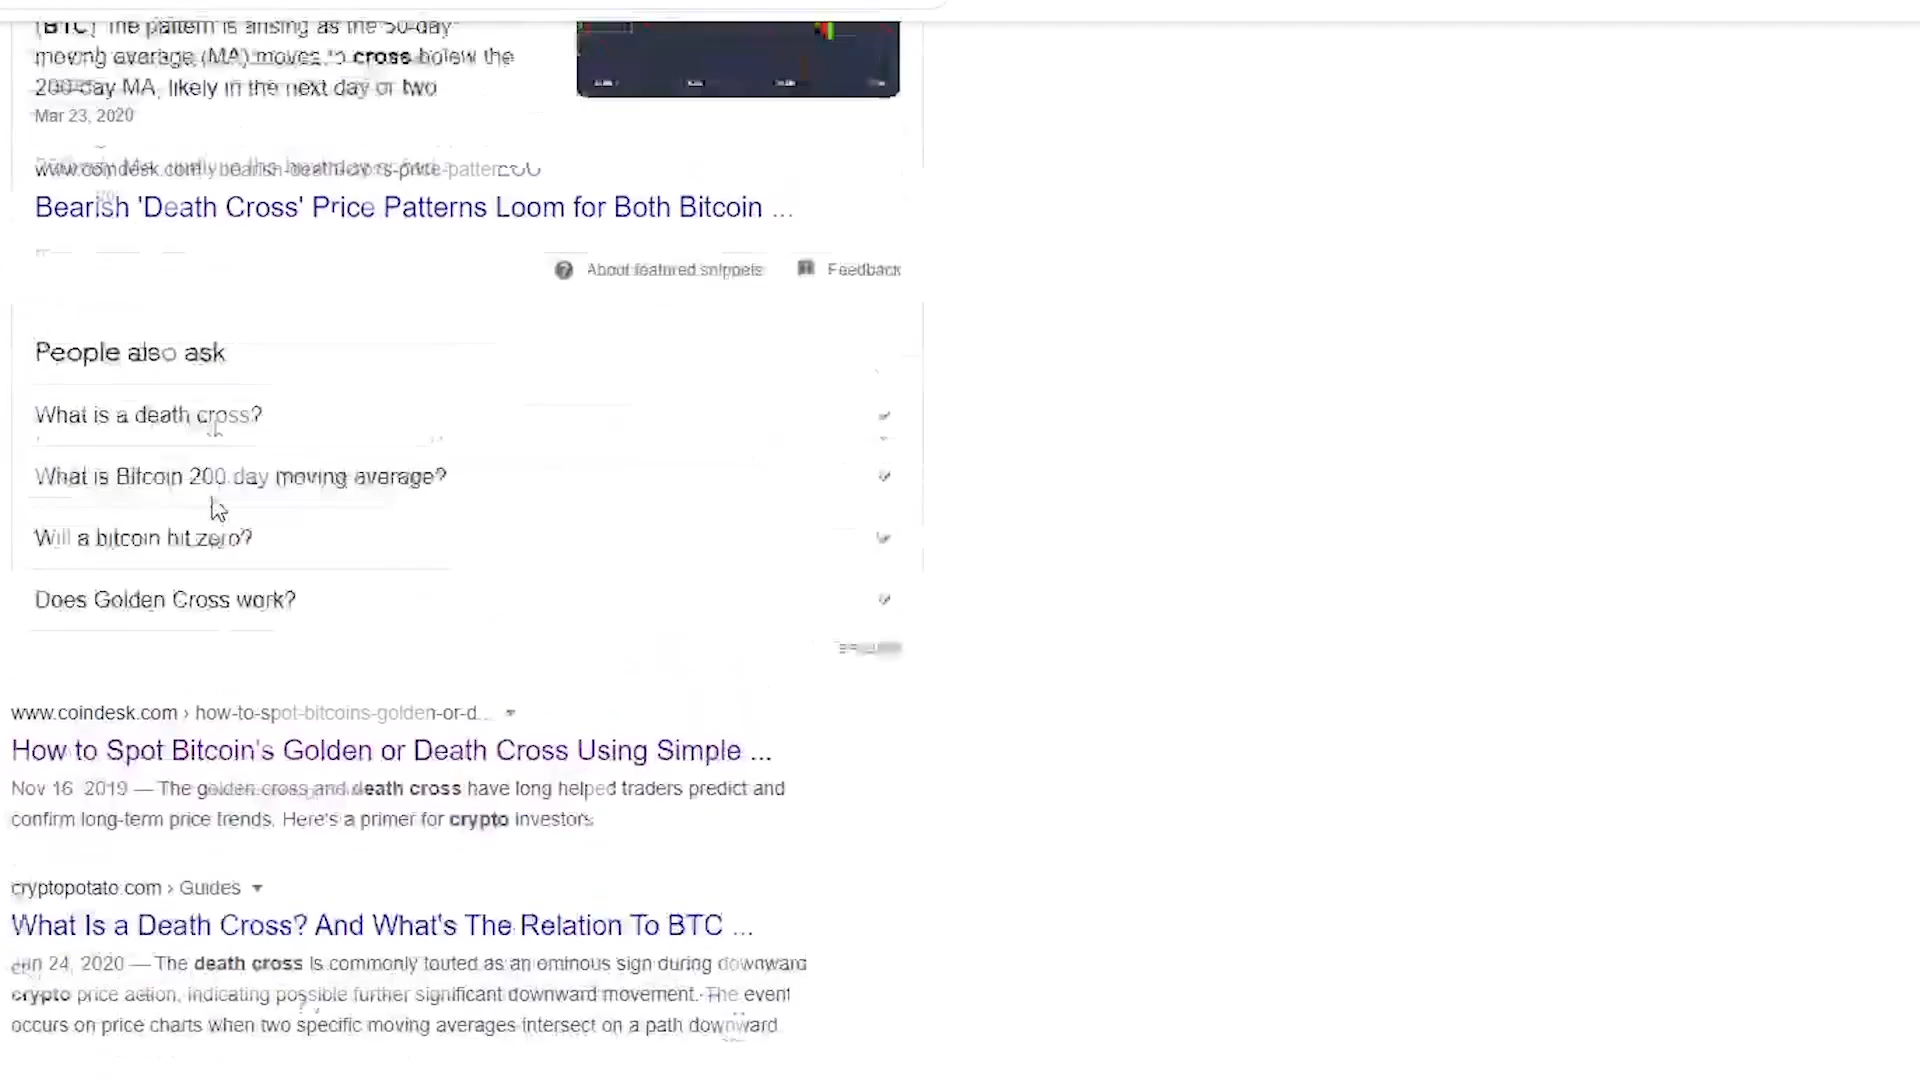 (BTC) The pattern is arising as the 50-day
moving average (MA) moves to cross below the
200-day MA, likely in the next day or two
Mar 23, 2020
www.coindesk.com
Bearish 'Death Cross' Price Patterns Loom for Both Bitcoin ...
About featured snippets Feedback
People also ask
What is a death cross?
What is Bitcoin 200 day moving average?
Will a bitcoin hit zero?
Does Golden Cross work?
www.coindesk.com › how-to-spot-bitcoins-golden-or-d...
How to Spot Bitcoin's Golden or Death Cross Using Simple ...
Nov 16 2019 — The golden cross and death cross have long helped traders predict and
confirm long-term price trends. Here's a primer for crypto investors
cryptopotato.com › Guides
What Is a Death Cross? And What's The Relation To BTC ...
24, 2020 — The death cross is commonly touted as an ominous sign during downward
crypto price action, indicating possible further significant downward movement. The event
occurs on price charts when two specific moving averages intersect on a path downward